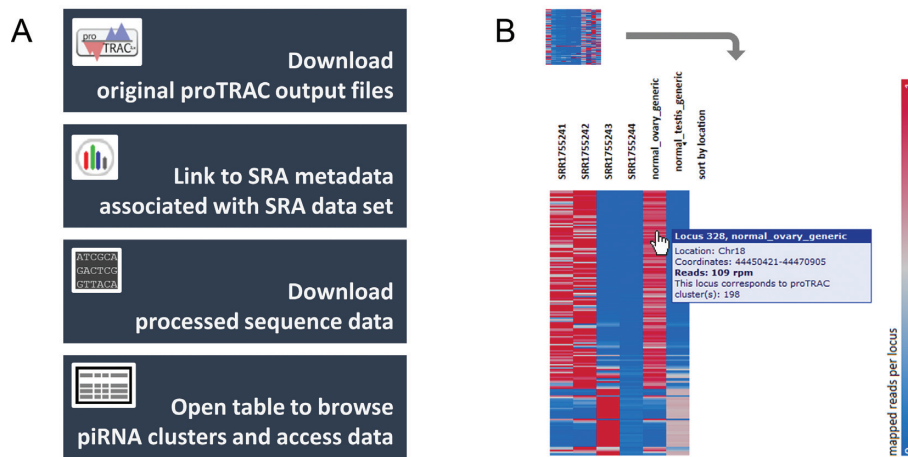 A
pro
TRAC
Download
original proTRAC output files
Link to SRA metadata
associated with SRA data set
ATCGCA
GACTCG
GTTACA
Download
processed sequence data
Open table to browse
piRNA clusters and access data
B
SRR1755241
SRR1755242
SRR1755243
SRR1755244
normal_ovary_generic
normal_testis_generic
sort by location
Locus 328, normal_ovary_generic
Location: Chr18
Coordinates: 44450421-44470905
Reads: 109 rpm
This locus corresponds to proTRAC
cluster(s): 198
mapped reads per locus